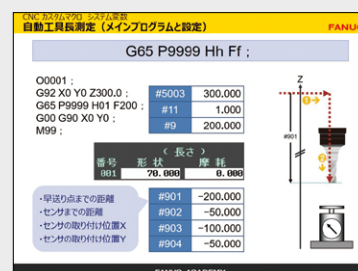 CNC カスタムマクロ システム変数
自動工具長測定（メインプログラムと設定）
FANUC
G65 P9999 Hh Ff ;
O0001 ;
G92 X0 Y0 Z300.0 ;
G65 P9999 H01 F200 ;
G00 G90 X0 Y0 ;
M99 ;
#5003 300.000
#11 1.000
#9 200.000
（ 長さ ）
番号 形 状 摩 耗
001 70.000 0.000
・早送り点までの距離
・センサまでの距離
・センサの取り付け位置X
・センサの取り付け位置Y
#901 -200.000
#902 -50.000
#903 -100.000
#904 -50.000
Z
①
#901
②
FANUC ACADEMY